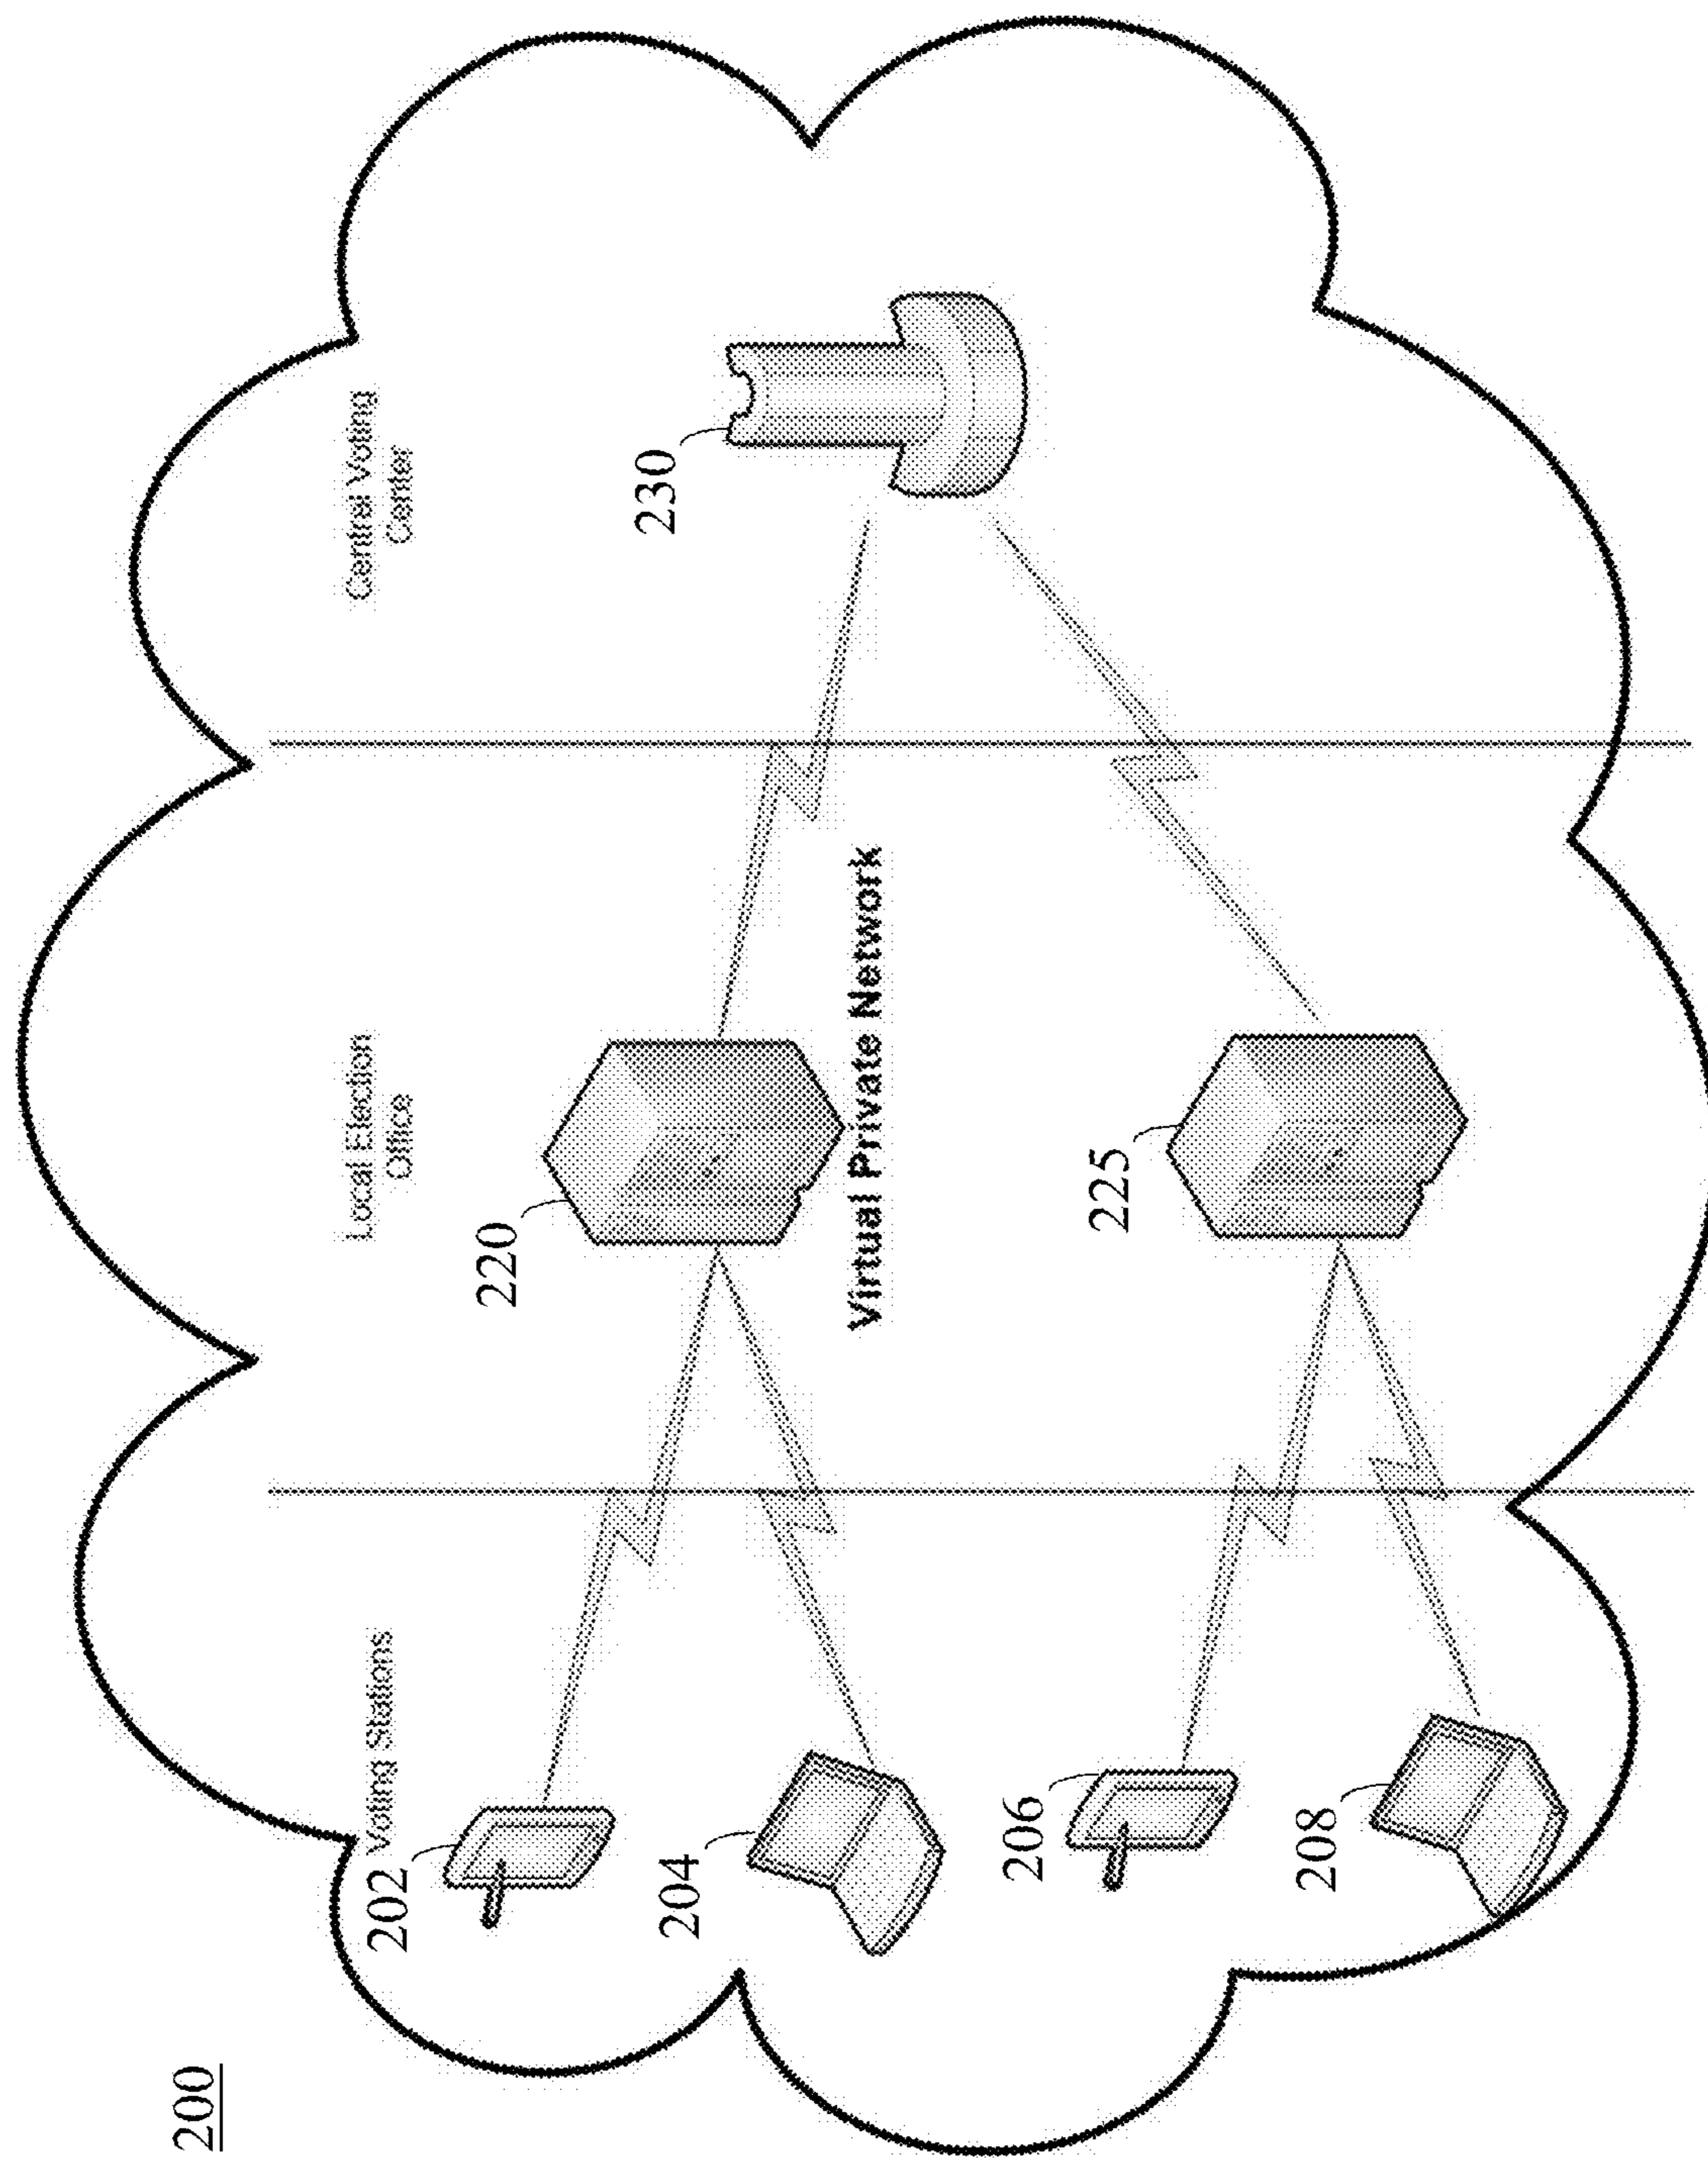 200
Voting Stations
Local Election
Office
Central Voting
Center
202
204
206
208
220
225
230
Virtual Private Network